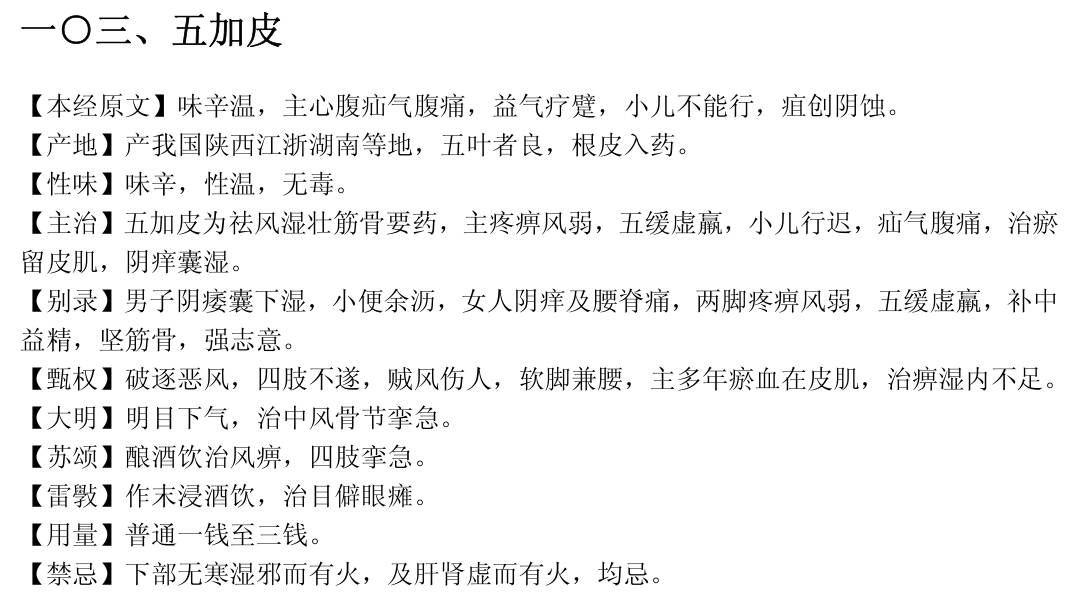 一〇三、五加皮
【本经原文】味辛温，主心腹疝气腹痛，益气疗躄，小儿不能行，疽创阴蚀。
【产地】产我国陕西江浙湖南等地，五叶者良，根皮入药。
【性味】味辛，性温，无毒。
【主治】五加皮为祛风湿壮筋骨要药，主疼痹风弱，五缓虚羸，小儿行迟，疝气腹痛，治瘀
留皮肌，阴痒囊湿。
【别录】男子阴痿囊下湿，小便余沥，女人阴痒及腰脊痛，两脚疼痹风弱，五缓虚羸，补中
益精，坚筋骨，强志意。
【甄权】破逐恶风，四肢不遂，贼风伤人，软脚兼腰，主多年瘀血在皮肌，治痹湿内不足。
【大明】明目下气，治中风骨节挛急。
【苏颂】酿酒饮治风痹，四肢挛急。
【雷斅】作末浸酒饮，治目僻眼瘫。
【用量】普通一钱至三钱。
【禁忌】下部无寒湿邪而有火，及肝肾虚而有火，均忌。